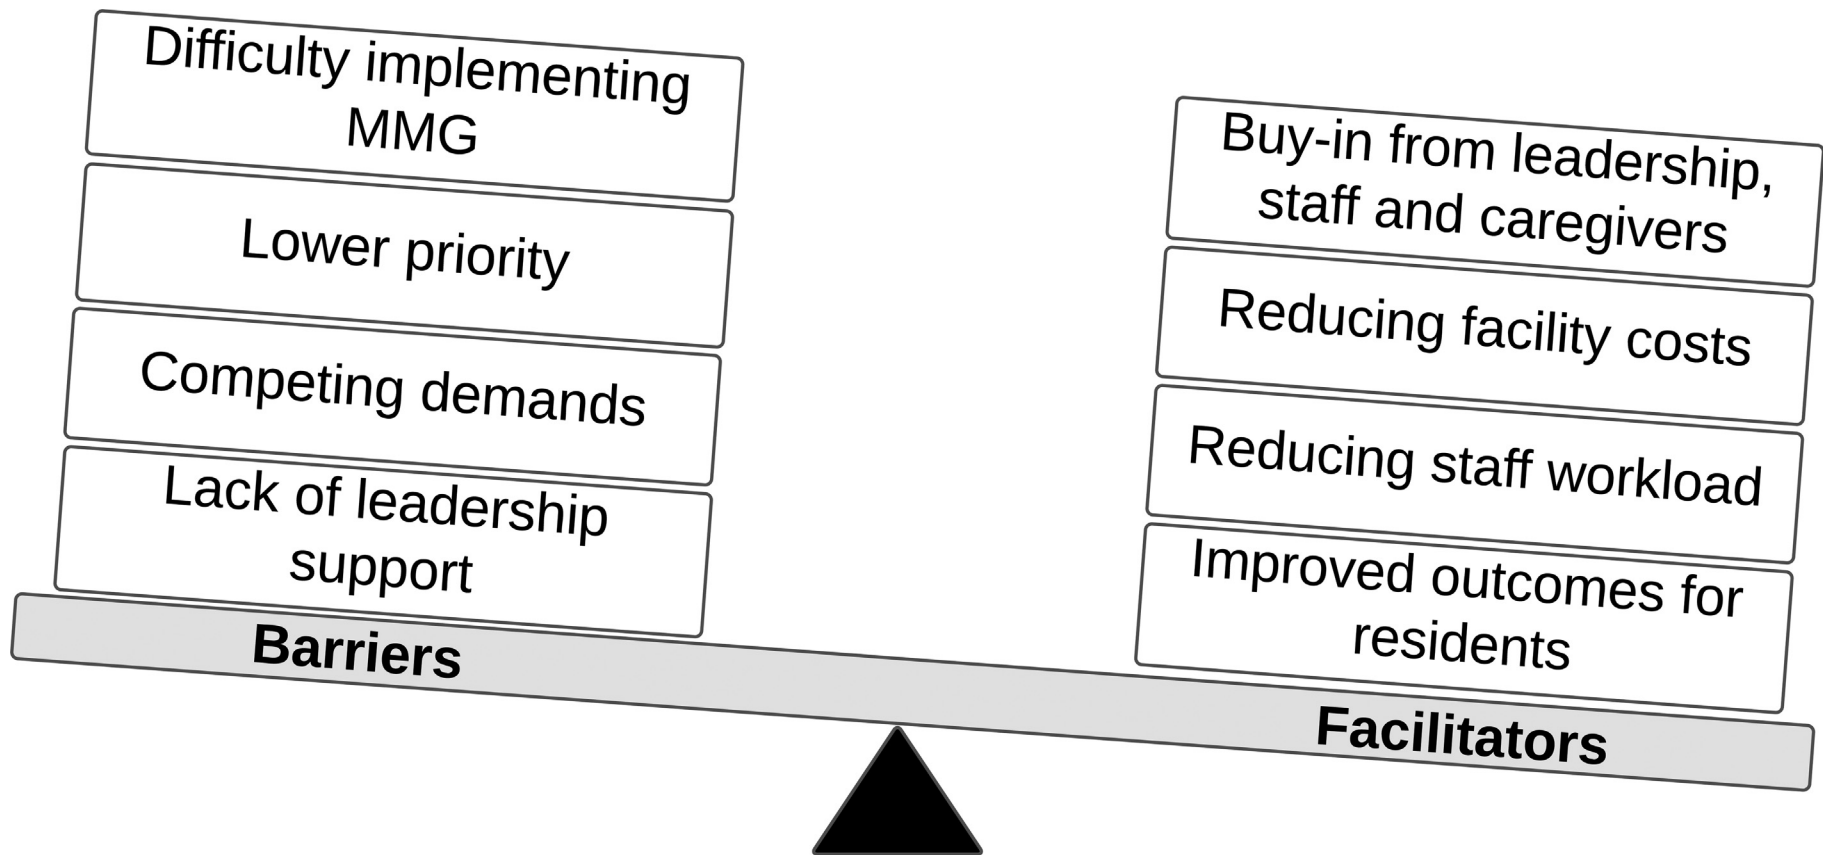 Difficulty implementing
MMG
Lower priority
Competing demands
Lack of leadership
support
Barriers
Buy-in from leadership,
staff and caregivers
Reducing facility costs
Reducing staff workload
Improved outcomes for
residents
Facilitators